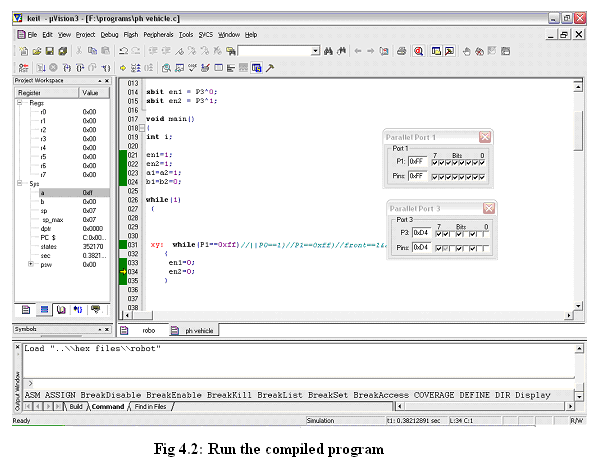 keil - µVision3 - [F:\programs\ph vehicle.c]
File Edit View Project Debug Flash Peripherals Tools SVCS Window Help
Project Workspace
Register Value
Regs
r0 0x00
r1 0x00
r2 0x00
r3 0x00
r4 0x00
r5 0x00
r6 0x00
r7 0x00
Sys
a 0xff
b 0x00
sp 0x07
sp_max 0x07
dptr 0x0000
PC $ C:0x00...
states 352170
sec 0.3821...
psw 0x00
Symbols
013
014 sbit en1 = P3^0;
015 sbit en2 = P3^1;
016
017 void main()
018 {
019 int i;
020
021 en1=1;
022 en2=1;
023 a1=a2=1;
024 b1=b2=0;
025
026 while(1)
027 {
028
029
030
031 xy: while(P1==0xff)//||P0==1)//P1==0xff)//front==1&
032 {
033 en1=0;
034 en2=0;
035 }
036
037
038
Parallel Port 1
Port 1
7 Bits 0
P1: 0xFF
Pins: 0xFF
Parallel Port 3
Port 3
7 Bits 0
P3: 0xD4
Pins: 0xD4
robo ph vehicle
Load "..\\hex files\\robot"
>
ASM ASSIGN BreakDisable BreakEnable BreakKill BreakList BreakSet BreakAccess COVERAGE DEFINE DIR Display
Build Command Find in Files
Output Window
Ready Simulation t1: 0.38212891 sec L:34 C:1 R/W
Fig 4.2: Run the compiled program